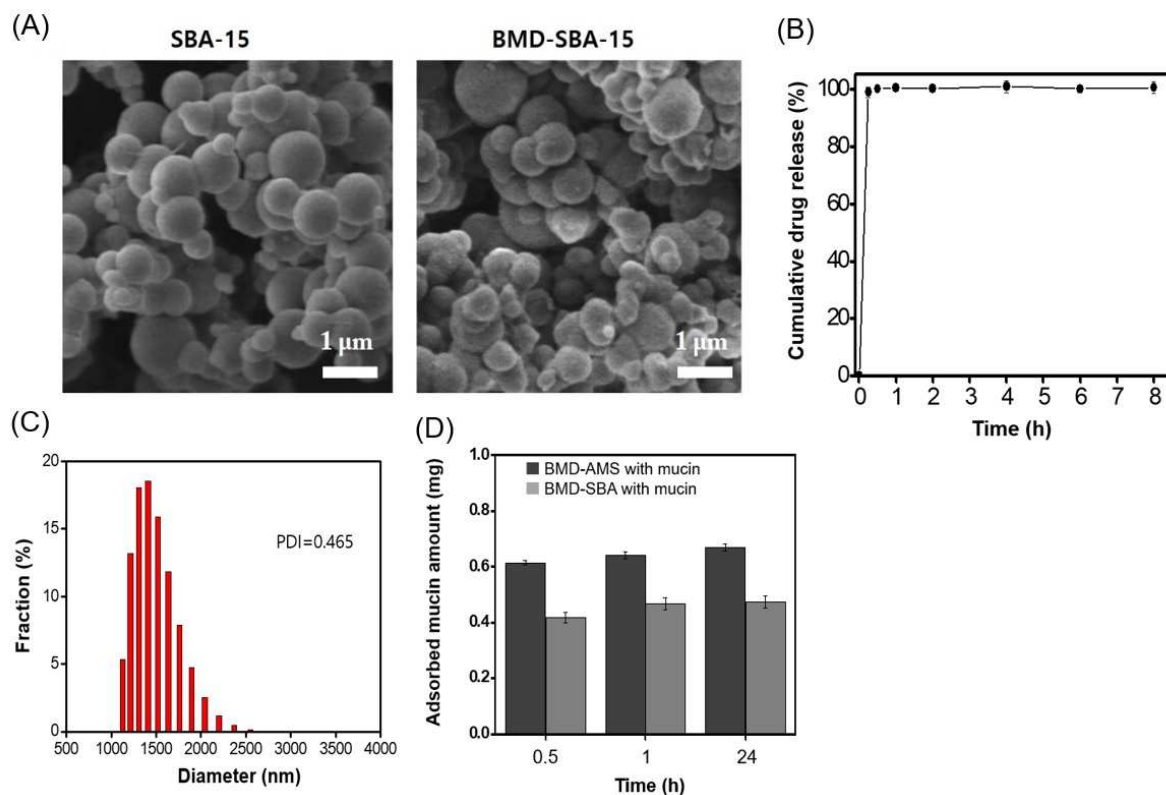 (A)
SBA-15
BMD-SBA-15
1 μm
1 μm
(B)
Cumulative drug release (%)
100
80
60
40
20
0
0 1 2 3 4 5 6 7 8
Time (h)
(C)
Fraction (%)
20
15
10
5
0
PDI=0.465
500 1000 1500 2000 2500 3000 3500 4000
Diameter (nm)
(D)
Adsorbed mucin amount (mg)
1.0
0.8
0.6
0.4
0.2
0.0
BMD-AMS with mucin
BMD-SBA with mucin
0.5 1 24
Time (h)